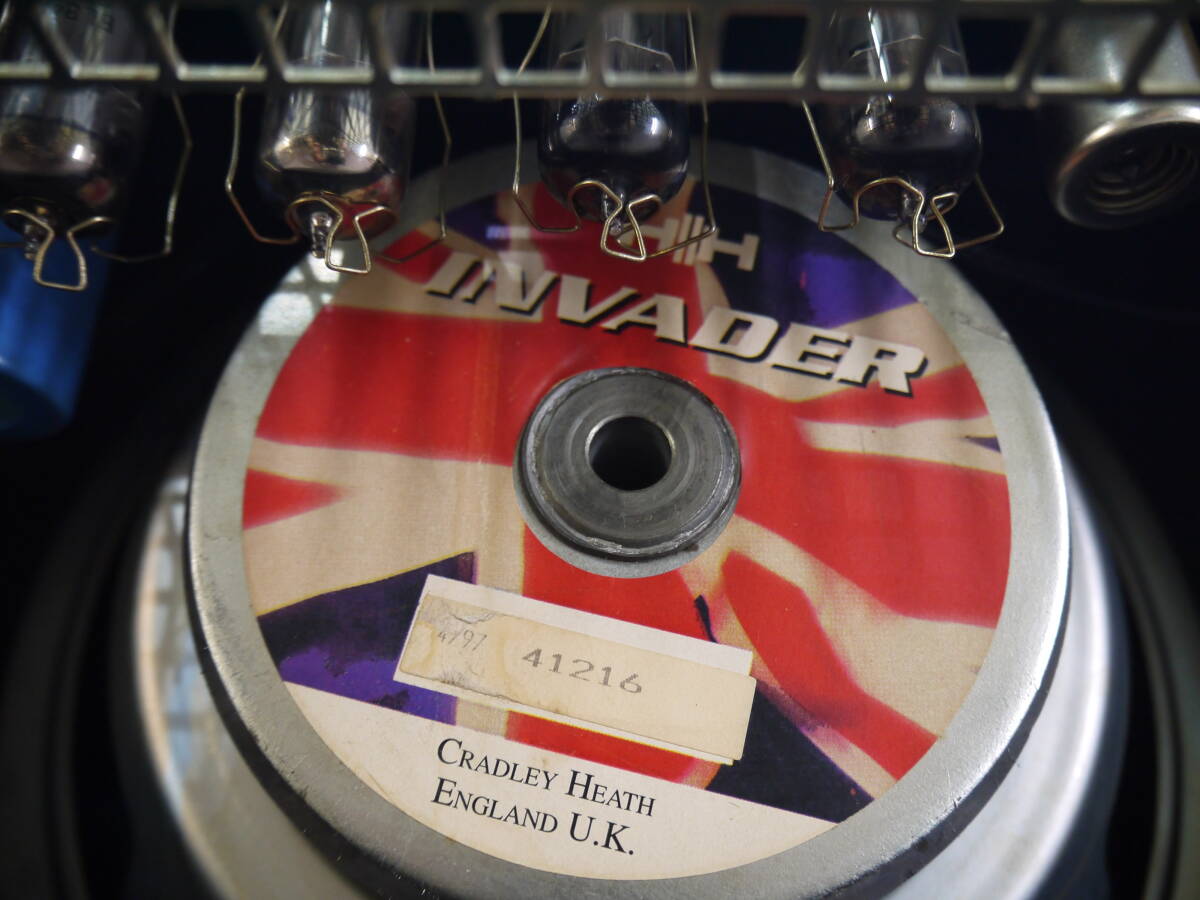 INVADER
4/97 41216
CRADLEY HEATH
ENGLAND U.K.